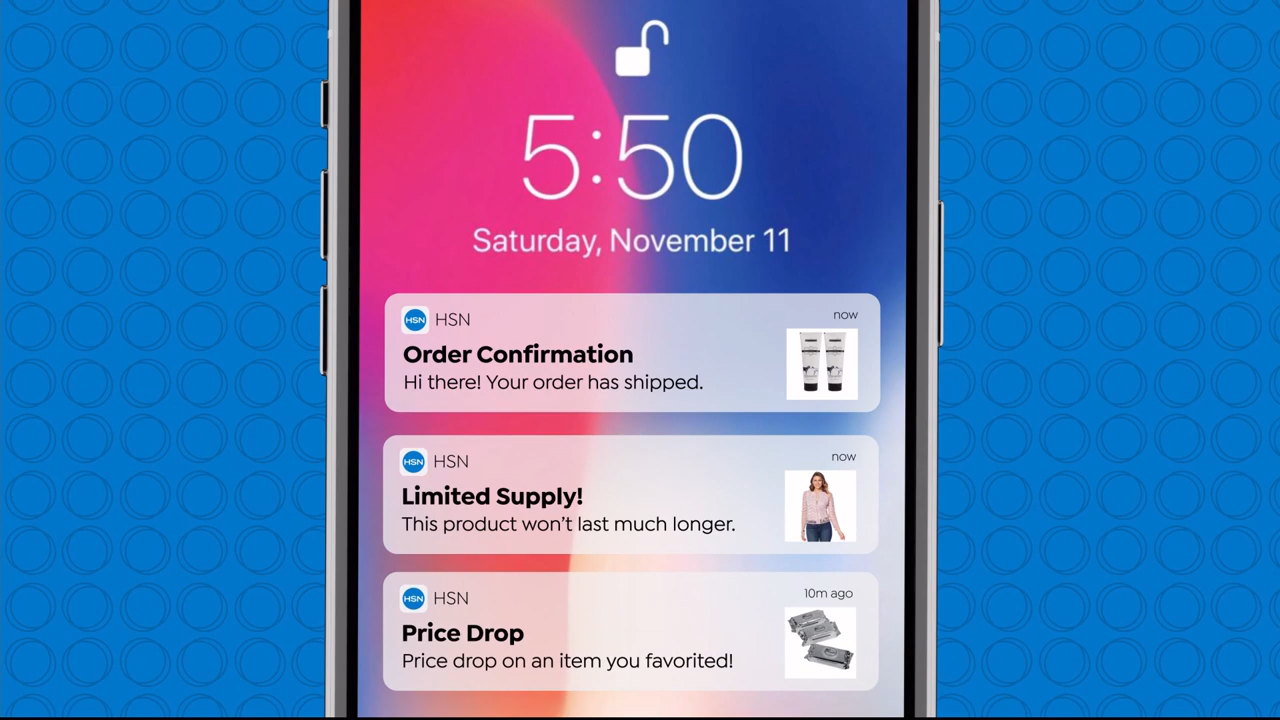 5:50
Saturday, November 11
HSN HSN now
Order Confirmation
Hi there! Your order has shipped.
HSN HSN now
Limited Supply!
This product won't last much longer.
HSN HSN 10m ago
Price Drop
Price drop on an item you favorited!